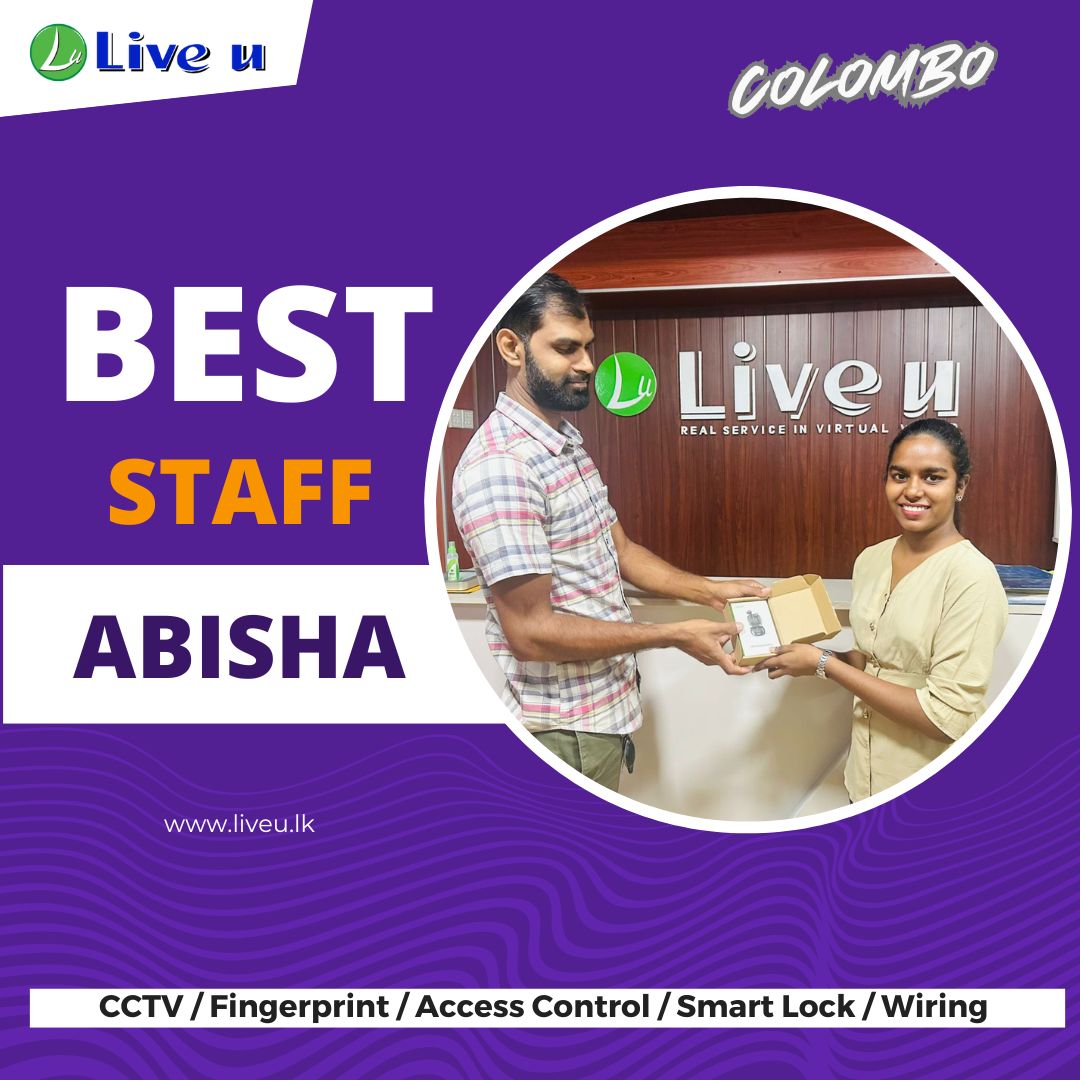 Lu Live u
COLOMBO
BEST
STAFF
ABISHA
Lu Live u
REAL SERVICE IN VIRTUAL
www.liveu.lk
CCTV / Fingerprint / Access Control / Smart Lock / Wiring